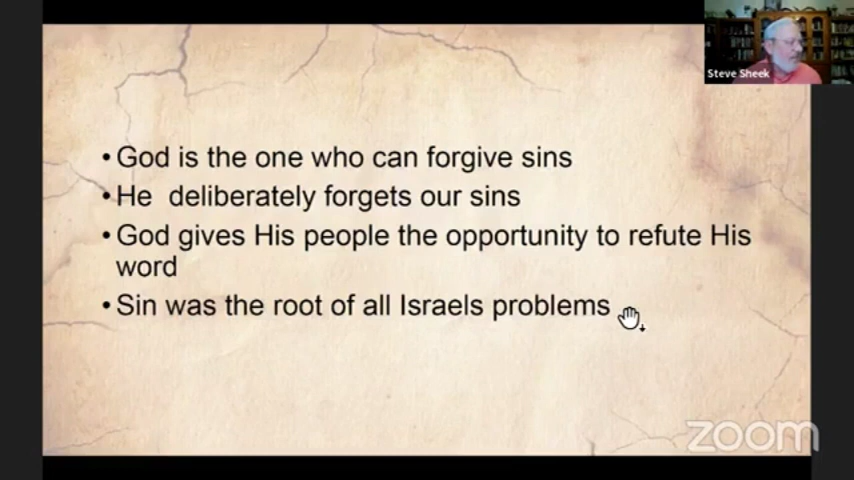 Steve Sheek
• God is the one who can forgive sins
• He  deliberately forgets our sins
• God gives His people the opportunity to refute His
word
• Sin was the root of all Israels problems
zoom